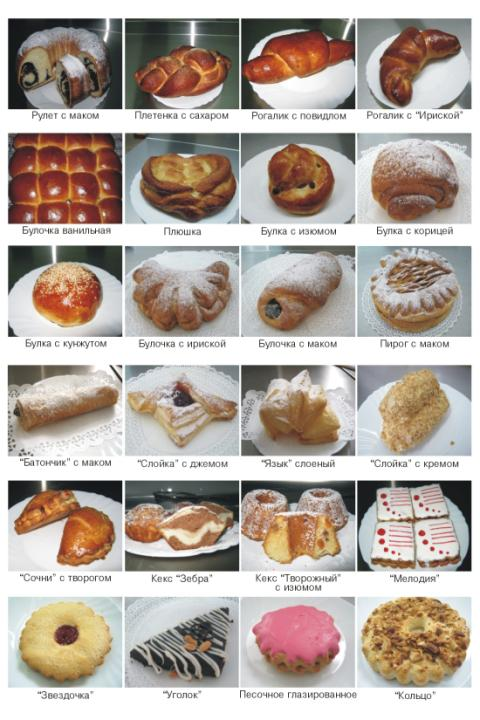 Рулет с маком
Плетенка с сахаром
Рогалик с повидлом
Рогалик с “Ириской”
Булочка ванильная
Плюшка
Булка с изюмом
Булка с корицей
Булка с кунжутом
Булочка с ириской
Булочка с маком
Пирог с маком
“Батончик” с маком
“Слойка” с джемом
“Язык” слоеный
“Слойка” с кремом
“Сочни” с творогом
Кекс “Зебра”
Кекс “Творожный”
с изюмом
“Мелодия”
“Звездочка”
“Уголок”
Песочное глазированное
“Кольцо”